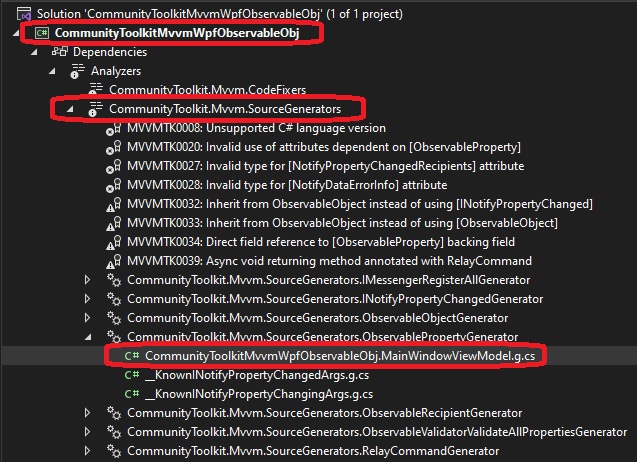 Solution 'CommunityToolkitMvvmWpfObservableObj' (1 of 1 project)
C# CommunityToolkitMvvmWpfObservableObj
Dependencies
Analyzers
CommunityToolkit.Mvvm.CodeFixers
CommunityToolkit.Mvvm.SourceGenerators
MVVMTK0008: Unsupported C# language version
MVVMTK0020: Invalid use of attributes dependent on [ObservableProperty]
MVVMTK0027: Invalid type for [NotifyPropertyChangedRecipients] attribute
MVVMTK0028: Invalid type for [NotifyDataErrorInfo] attribute
MVVMTK0032: Inherit from ObservableObject instead of using [INotifyPropertyChanged]
MVVMTK0033: Inherit from ObservableObject instead of using [ObservableObject]
MVVMTK0034: Direct field reference to [ObservableProperty] backing field
MVVMTK0039: Async void returning method annotated with RelayCommand
CommunityToolkit.Mvvm.SourceGenerators.IMessengerRegisterAllGenerator
CommunityToolkit.Mvvm.SourceGenerators.INotifyPropertyChangedGenerator
CommunityToolkit.Mvvm.SourceGenerators.ObservableObjectGenerator
CommunityToolkit.Mvvm.SourceGenerators.ObservablePropertyGenerator
C# CommunityToolkitMvvmWpfObservableObj.MainWindowViewModel.g.cs
C# __KnownINotifyPropertyChangedArgs.g.cs
C# __KnownINotifyPropertyChangingArgs.g.cs
CommunityToolkit.Mvvm.SourceGenerators.ObservableRecipientGenerator
CommunityToolkit.Mvvm.SourceGenerators.ObservableValidatorValidateAllPropertiesGenerator
CommunityToolkit.Mvvm.SourceGenerators.RelayCommandGenerator